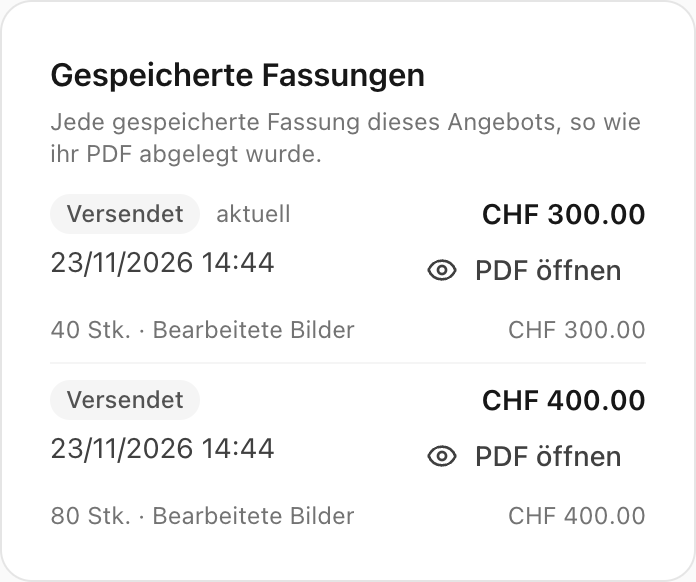 Gespeicherte Fassungen
Jede gespeicherte Fassung dieses Angebots, so wie
ihr PDF abgelegt wurde.
Versendet aktuell CHF 300.00
23/11/2026 14:44 PDF öffnen
40 Stk. · Bearbeitete Bilder CHF 300.00
Versendet CHF 400.00
23/11/2026 14:44 PDF öffnen
80 Stk. · Bearbeitete Bilder CHF 400.00